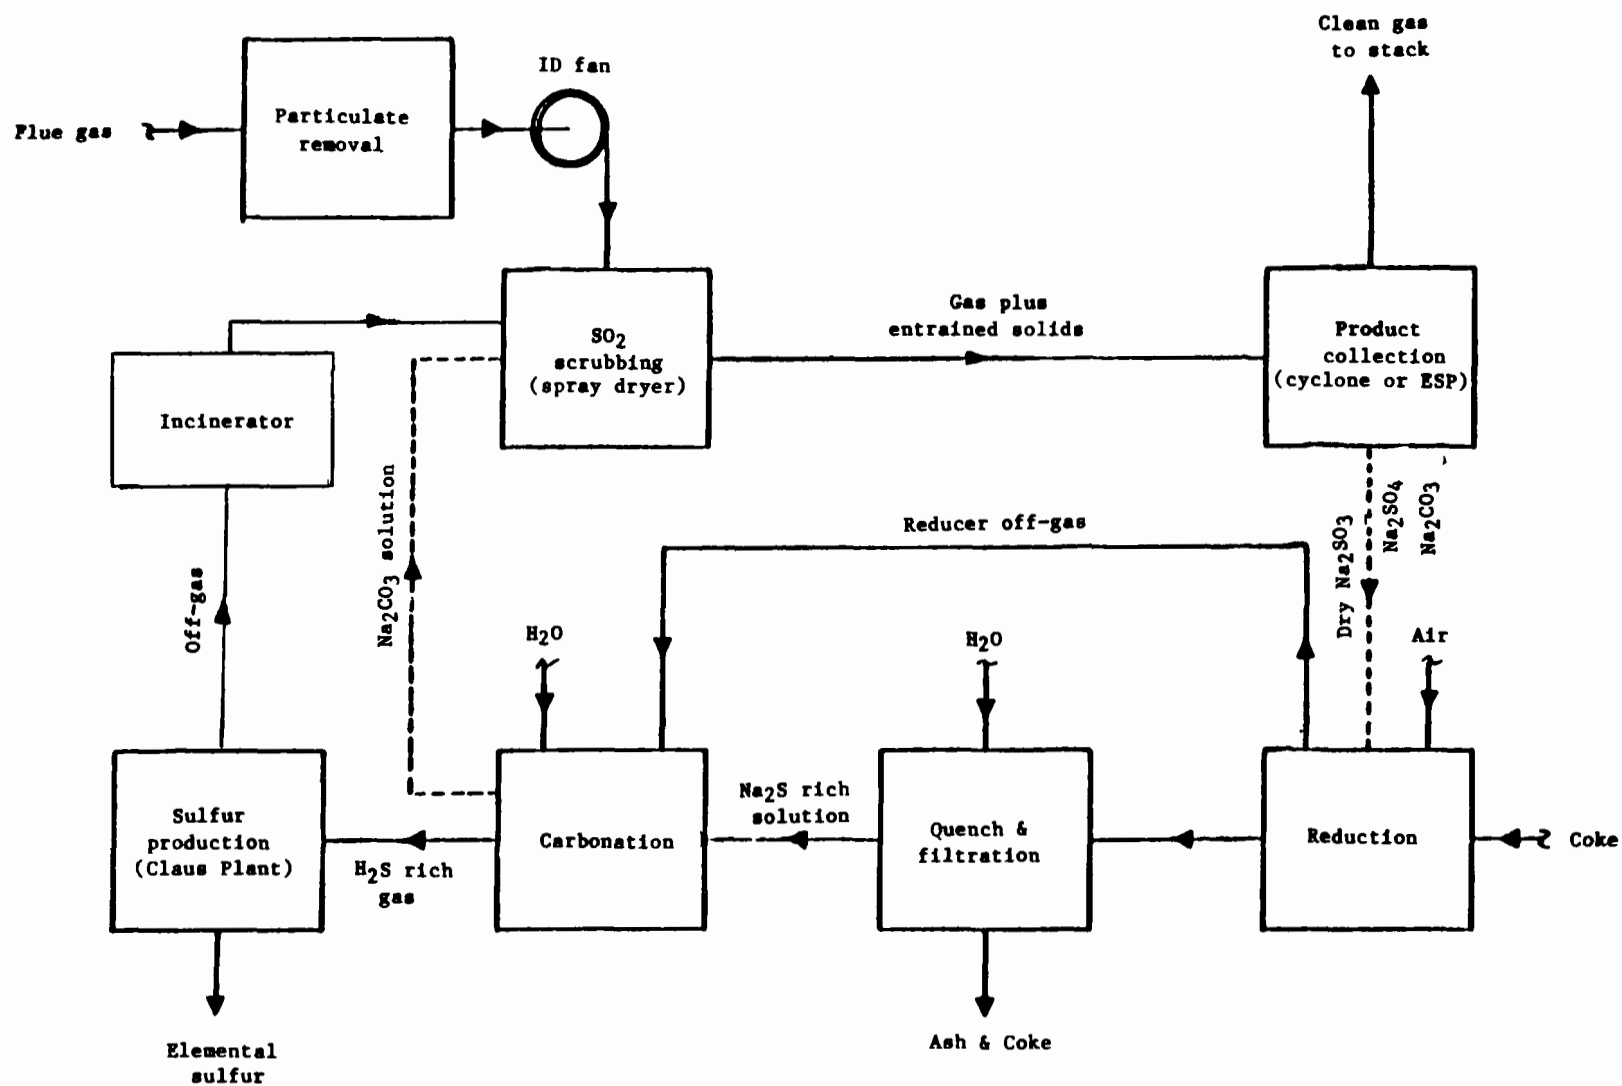 Clean gas
to stack
ID fan
Flue gas
Particulate
removal
SO2
scrubbing
(spray dryer)
Gas plus
entrained solids
Product
collection
(cyclone or ESP)
Incinerator
Na2CO3 solution
Off-gas
Reducer off-gas
Dry Na2SO3
Na2SO4
Na2CO3
H2O
H2O
Air
Sulfur
production
(Claus Plant)
H2S rich
gas
Carbonation
Na2S rich
solution
Quench &
filtration
Reduction
Coke
Elemental
sulfur
Ash & Coke